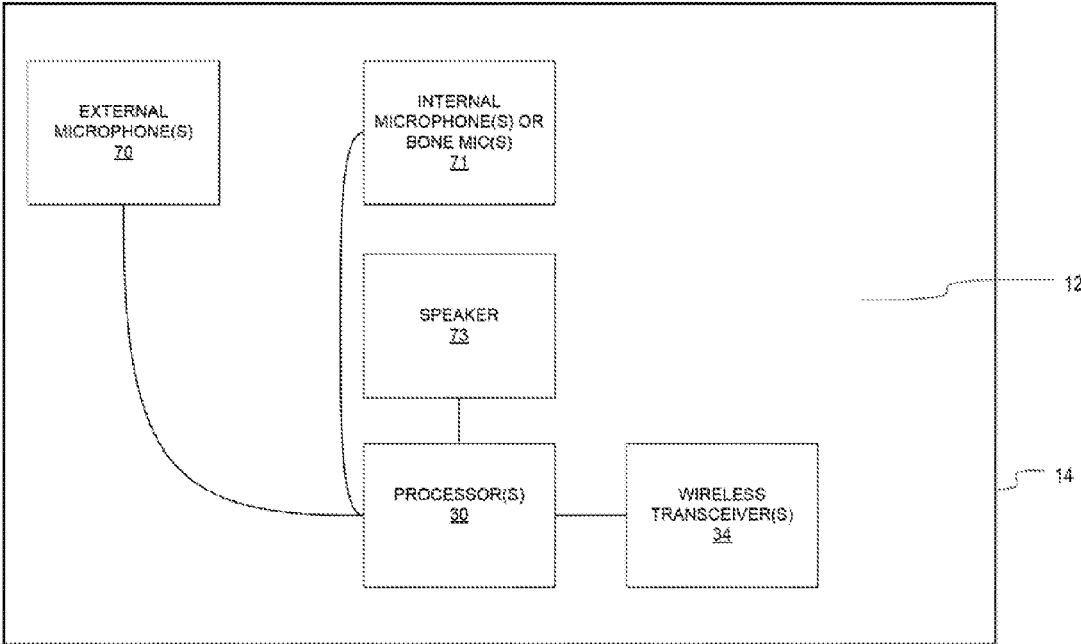 EXTERNAL
MICROPHONE(S)
70
INTERNAL
MICROPHONE(S) OR
BONE MIC(S)
71
SPEAKER
73
12
PROCESSOR(S)
30
WIRELESS
TRANSCEIVER(S)
34
14